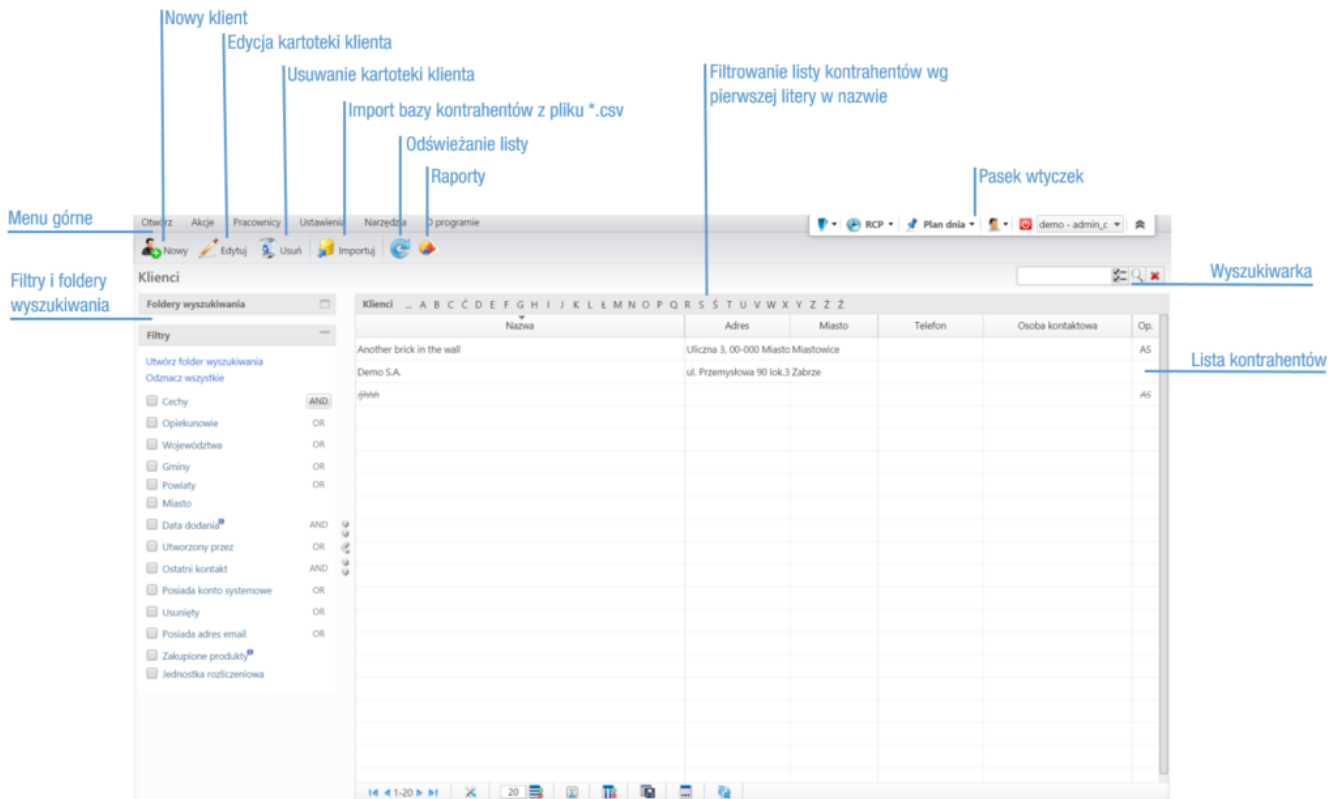 Nowy klient
Edycja kartoteki klienta
Usuwanie kartoteki klienta
Filtrowanie listy kontrahentów wg
pierwszej litery w nazwie
Import bazy kontrahentów z pliku *.csv
Odświeżanie listy
Raporty
Pasek wtyczek
Menu górne
Otwórz Akcje Pracownicy Ustawienia Narzędzia O programie
RCP Plan dnia demo - admin_c
Nowy Edytuj Usuń Importuj
Klienci
Wyszukiwarka
Filtry i foldery
wyszukiwania
Foldery wyszukiwania
Klienci ... A B C Ć D E F G H I J K L Ł M N O P Q R S Ś T U V W X Y Z Ż Ź
Filtry
Nazwa Adres Miasto Telefon Osoba kontaktowa Op.
Another brick in the wall Uliczna 3, 00-000 Miasto Miastowice AS
Demo S.A. ul. Przemysłowa 90 lok.3 Zabrze
AS
Lista kontrahentów
Utwórz folder wyszukiwania
Odznacz wszystkie
Cechy AND
Opiekunowie OR
Województwa OR
Gminy OR
Powiaty OR
Miasto
Data dodania AND
Utworzony przez OR
Ostatni kontakt AND
Posiada konto systemowe OR
Usunięty OR
Posiada adres email OR
Zakupione produkty
Jednostka rozliczeniowa
1-20 20